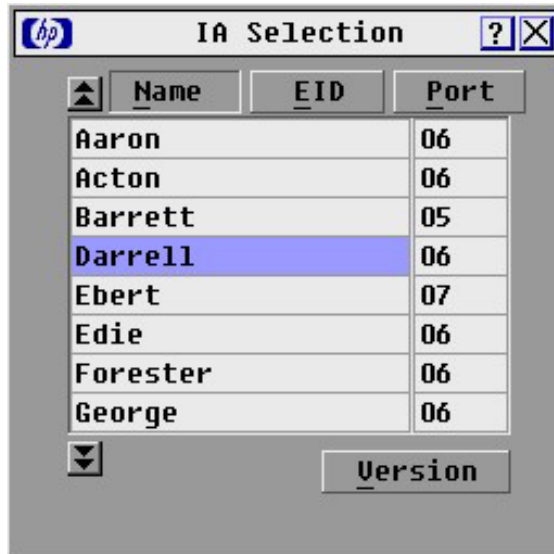 hp IA Selection ? X
Name EID Port
Aaron 06
Acton 06
Barrett 05
Darrell 06
Ebert 07
Edie 06
Forester 06
George 06
Version